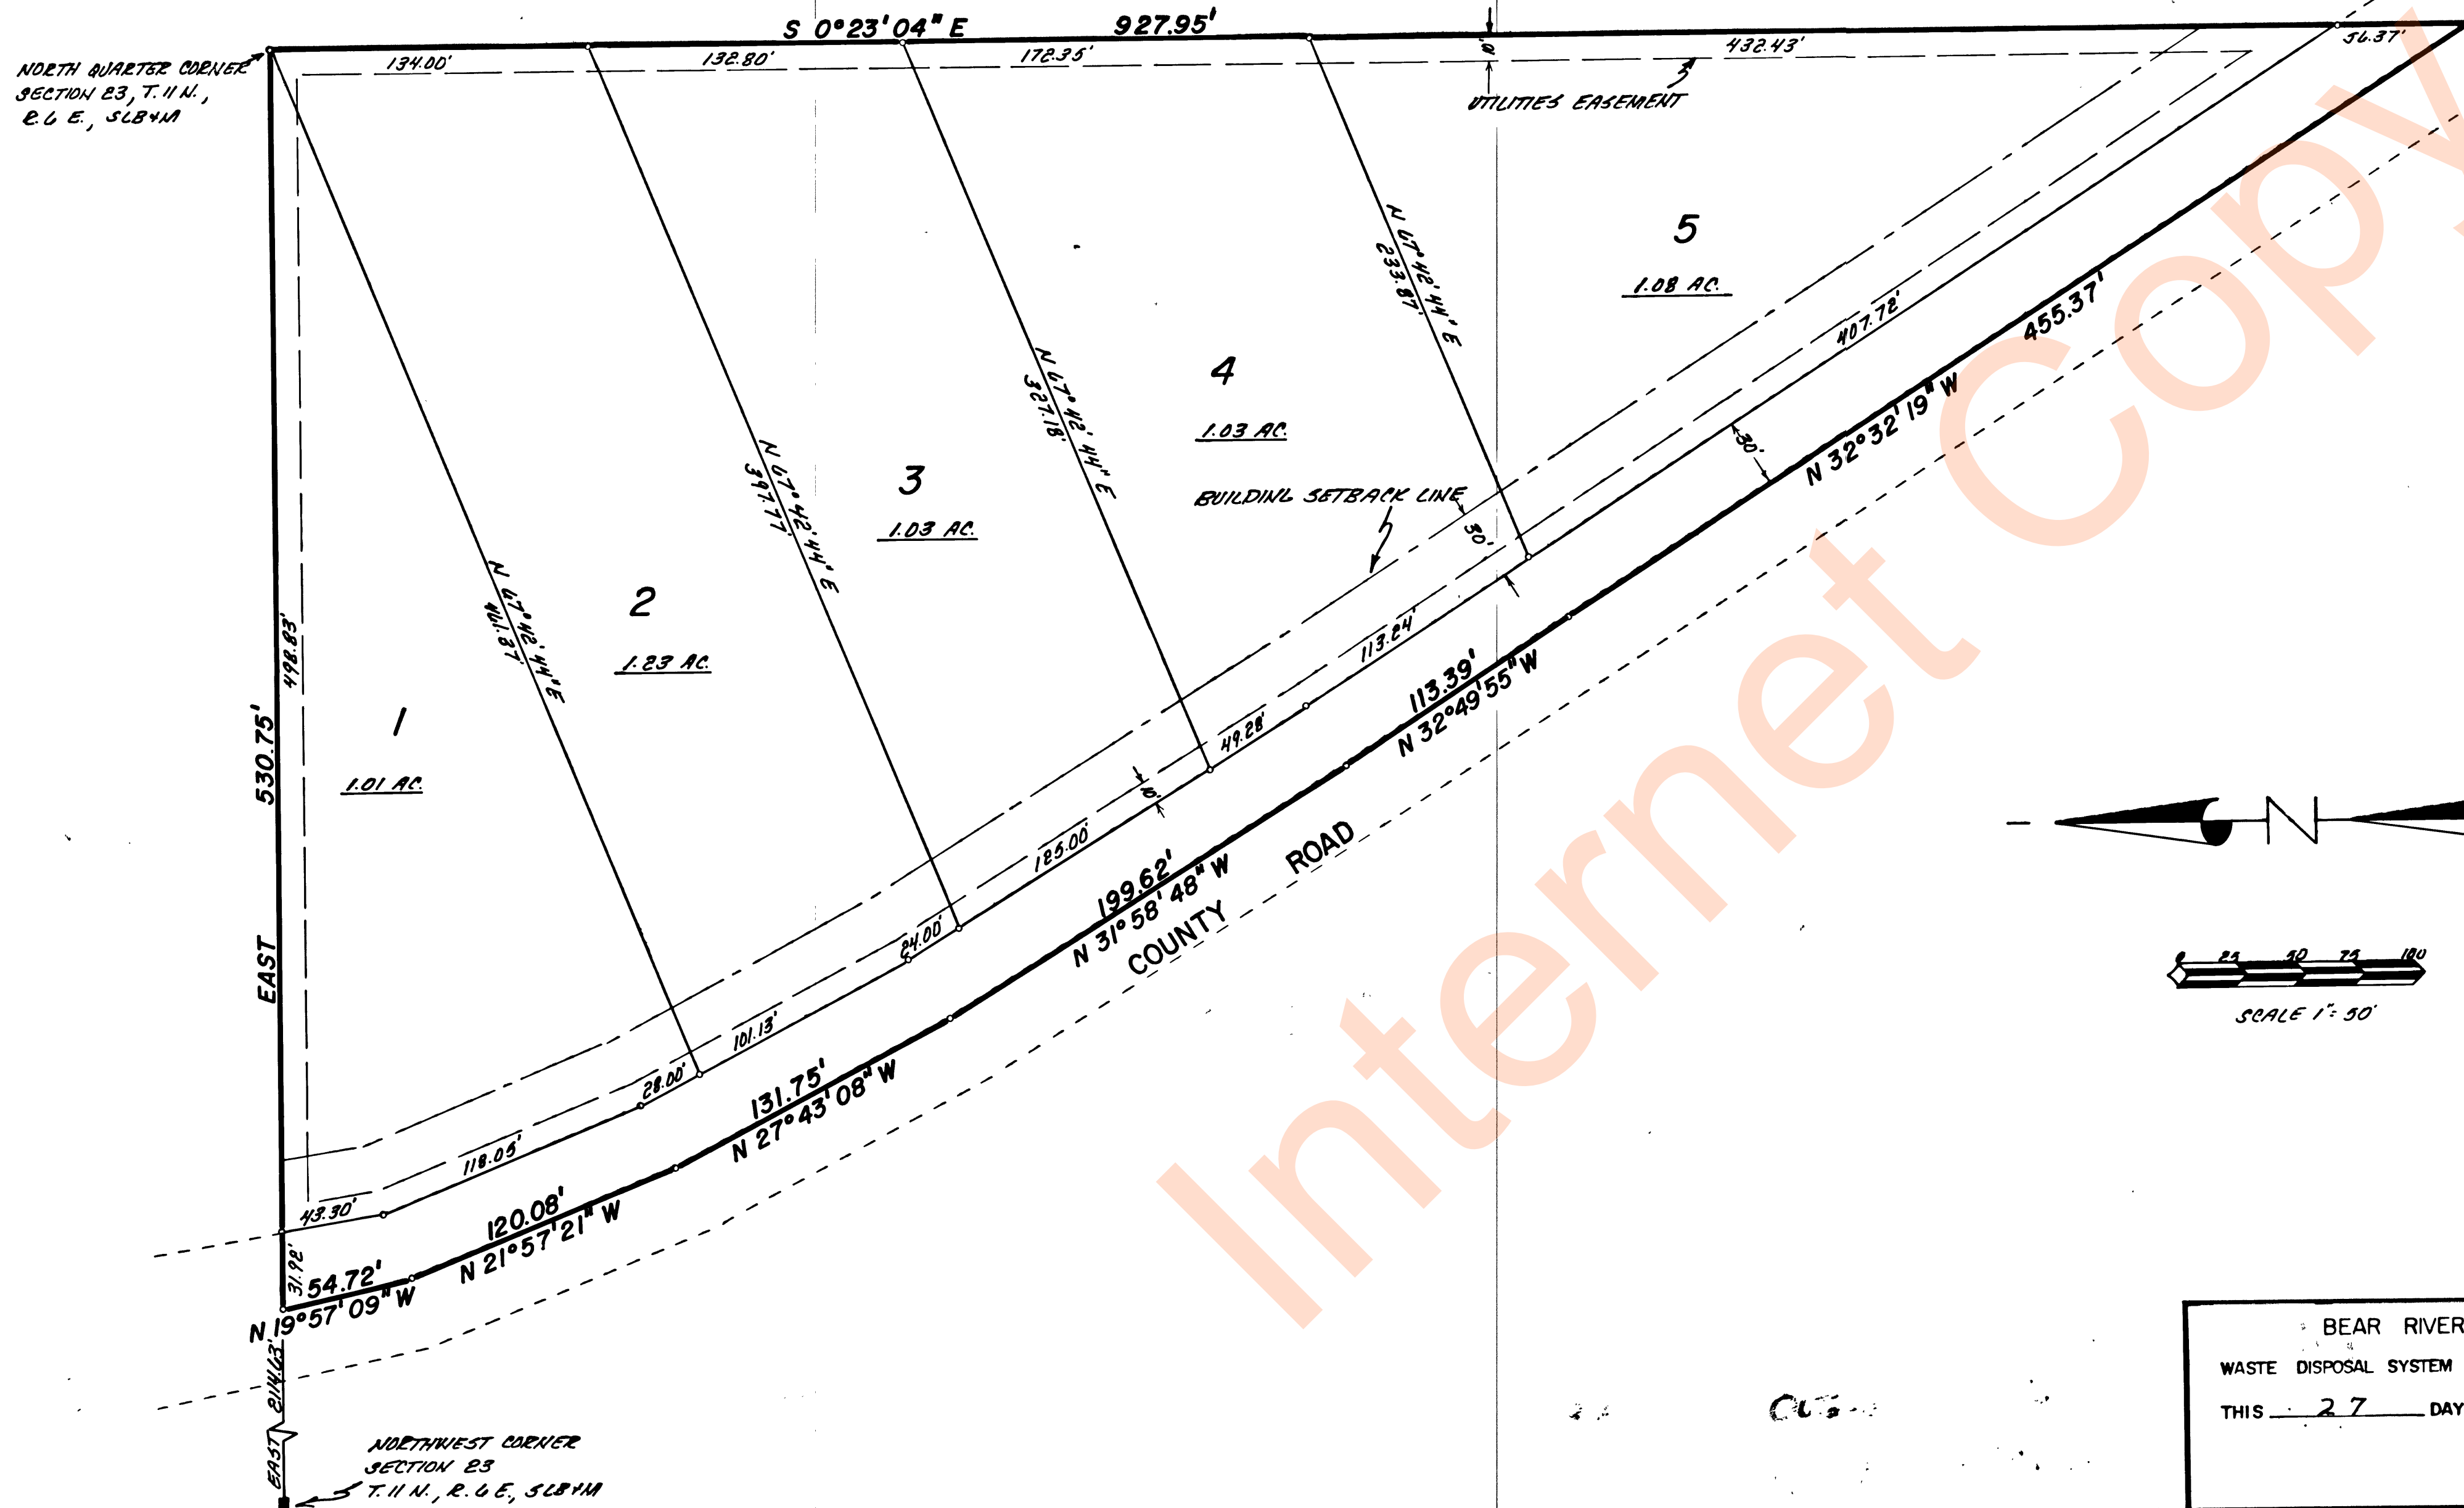 S 0°23'04" E 927.95'
NORTH QUARTER CORNER
SECTION 23, T. 11 N.,
R. 6 E., SLB&M
134.00'
132.80'
172.35'
10'
432.43'
56.37'
UTILITIES EASEMENT
N 67°42'44" E
461.87'
N 67°42'44" E
397.77'
N 67°42'44" E
327.18'
N 67°42'44" E
233.87'
5
1.08 AC.
4
1.03 AC.
3
1.03 AC.
2
1.23 AC.
1
1.01 AC.
BUILDING SETBACK LINE
30'
30'
10'
407.72'
113.24'
49.28'
125.00'
24.00'
101.13'
28.00'
118.05'
43.30'
31.92'
498.83'
EAST 530.75'
455.37'
N 32°32'19" W
113.39'
N 32°49'55" W
199.62'
N 31°58'48" W
131.75'
N 27°43'08" W
120.08'
N 21°57'21" W
54.72'
N 19°57'09" W
COUNTY ROAD
N
0 25 50 75 100
SCALE 1"= 50'
EAST 2114.63'
NORTHWEST CORNER
SECTION 23
T. 11 N., R. 6 E., SLB&M
BEAR RIVER
WASTE DISPOSAL SYSTEM
THIS 27 DAY
Internet Copy